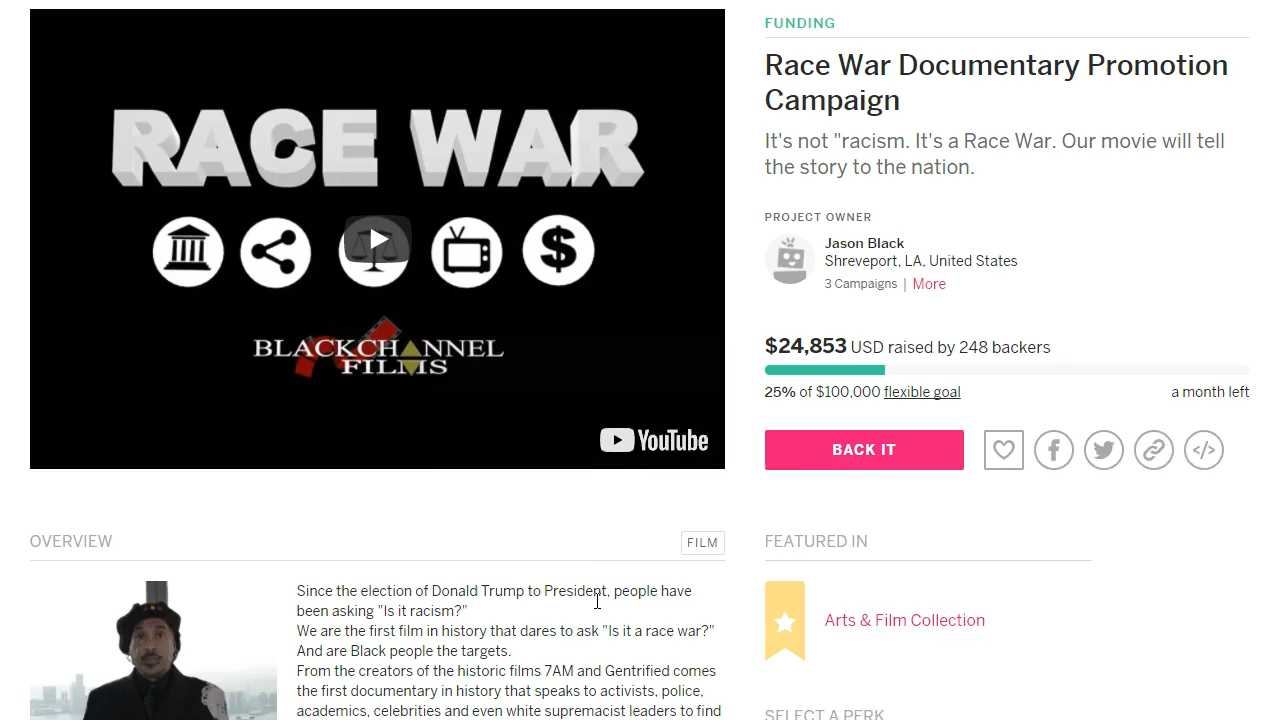 RACE WAR
BLACKCHANNEL
FILMS
YouTube
FUNDING
Race War Documentary Promotion
Campaign
It's not "racism. It's a Race War. Our movie will tell
the story to the nation.
PROJECT OWNER
Jason Black
Shreveport, LA, United States
3 Campaigns | More
$24,853 USD raised by 248 backers
25% of $100,000 flexible goal
a month left
BACK IT
OVERVIEW
FILM
Since the election of Donald Trump to President, people have
been asking "Is it racism?"
We are the first film in history that dares to ask "Is it a race war?"
And are Black people the targets.
From the creators of the historic films 7AM and Gentrified comes
the first documentary in history that speaks to activists, police,
academics, celebrities and even white supremacist leaders to find
FEATURED IN
Arts & Film Collection
SELECT A PERK